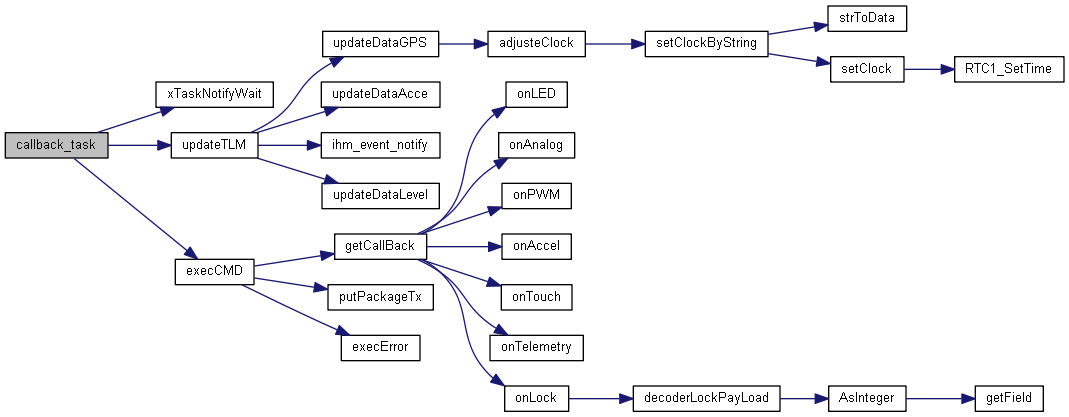 callback_task
xTaskNotifyWait
updateTLM
execCMD
updateDataGPS
updateDataAcce
ihm_event_notify
updateDataLevel
getCallBack
putPackageTx
execError
adjusteClock
setClockByString
strToData
setClock
RTC1_SetTime
onLED
onAnalog
onPWM
onAccel
onTouch
onTelemetry
onLock
decoderLockPayLoad
AsInteger
getField